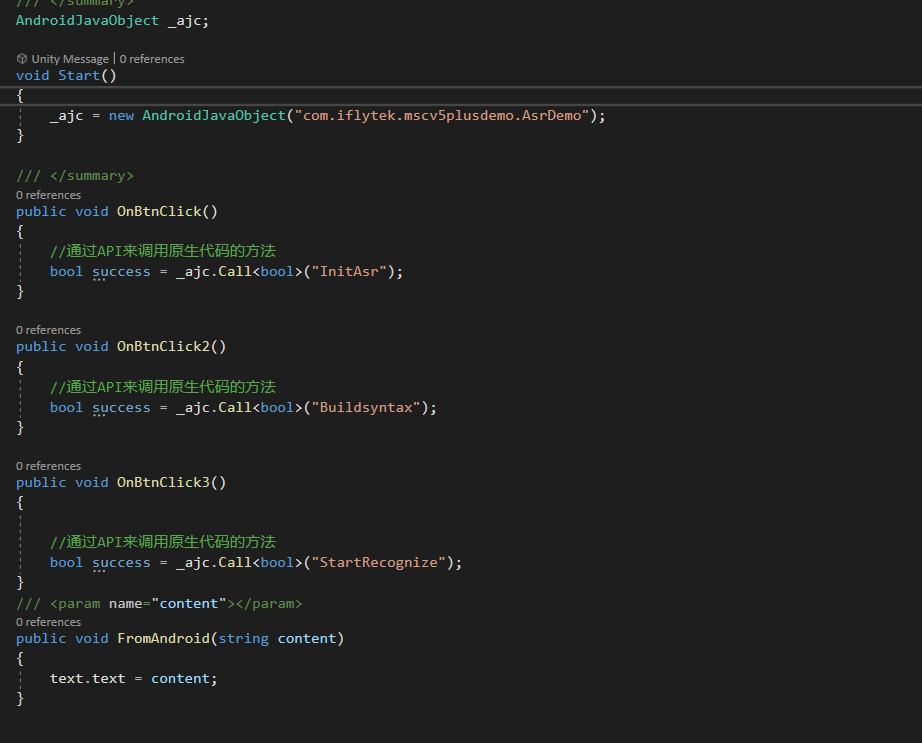 /// </summary>
AndroidJavaObject _ajc;
Unity Message | 0 references
void Start()
{
_ajc = new AndroidJavaObject("com.iflytek.mscv5plusdemo.AsrDemo");
}
/// </summary>
0 references
public void OnBtnClick()
{
//通过API来调用原生代码的方法
bool success = _ajc.Call<bool>("InitAsr");
}
0 references
public void OnBtnClick2()
{
//通过API来调用原生代码的方法
bool success = _ajc.Call<bool>("Buildsyntax");
}
0 references
public void OnBtnClick3()
{
//通过API来调用原生代码的方法
bool success = _ajc.Call<bool>("StartRecognize");
}
/// <param name="content"></param>
0 references
public void FromAndroid(string content)
{
text.text = content;
}